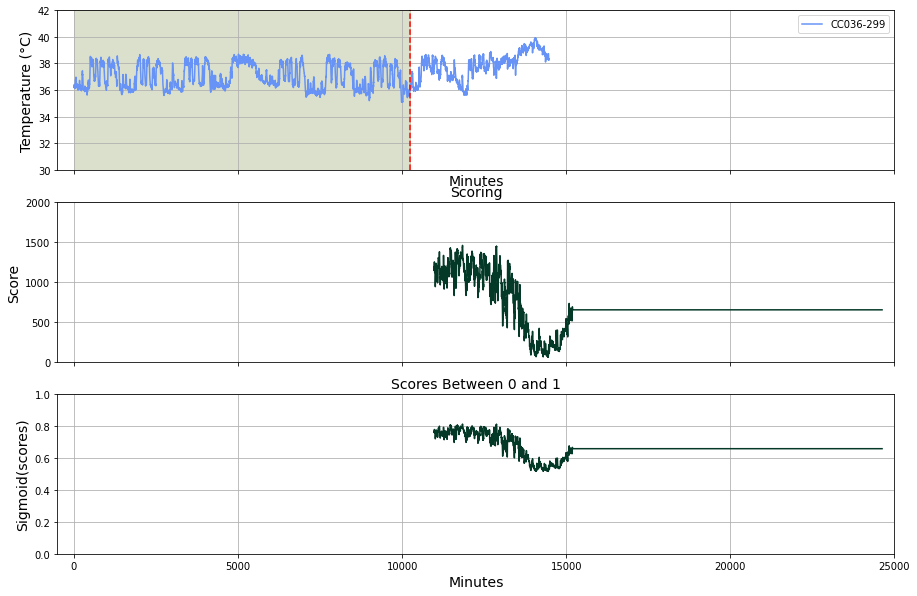 42
40
38
36
34
32
30
Temperature (°C)
CC036-299
Minutes
Scoring
2000
1500
1000
500
0
Score
Scores Between 0 and 1
1.0
0.8
0.6
0.4
0.2
0.0
Sigmoid(scores)
0 5000 10000 15000 20000 25000
Minutes